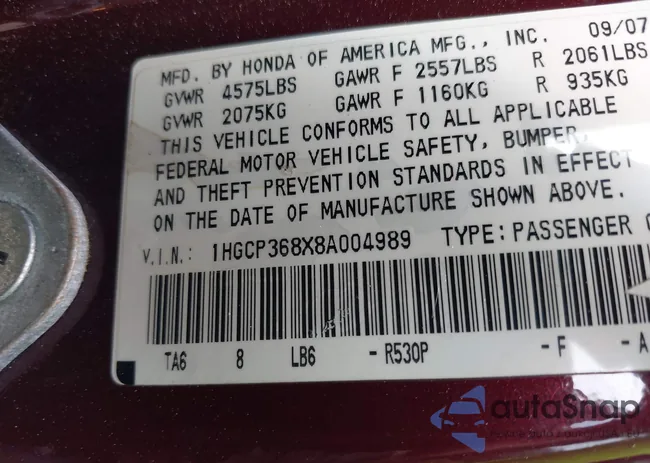 MFD. BY HONDA OF AMERICA MFG., INC. 09/07
GVWR 4575LBS GAWR F 2557LBS R 2061LBS
GVWR 2075KG GAWR F 1160KG R 935KG
THIS VEHICLE CONFORMS TO ALL APPLICABLE
FEDERAL MOTOR VEHICLE SAFETY, BUMPER,
AND THEFT PREVENTION STANDARDS IN EFFECT
ON THE DATE OF MANUFACTURE SHOWN ABOVE.
V.I.N.: 1HGCP368X8A004989 TYPE: PASSENGER
TA6 8 LB6 - R530P - F - A
autoSnap